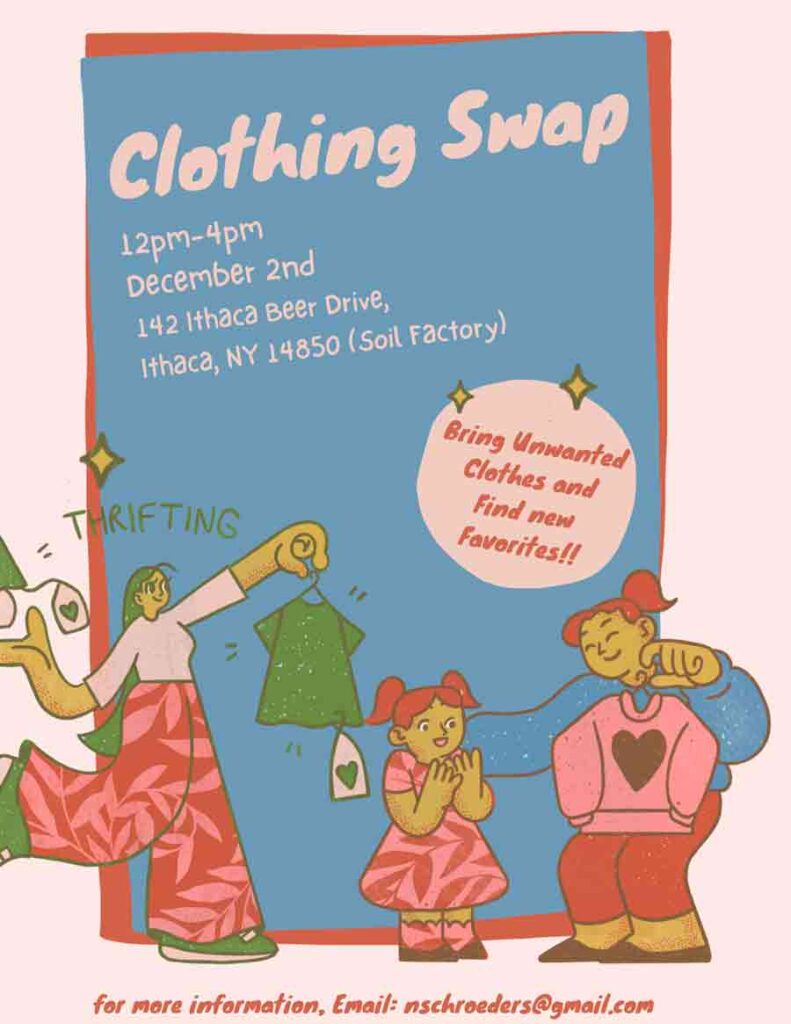 Clothing Swap
12pm-4pm
December 2nd
142 Ithaca Beer Drive,
Ithaca, NY 14850 (Soil Factory)
Bring Unwanted
Clothes and
Find new
Favorites!!
THRIFTING
for more information, Email: nschroeders@gmail.com